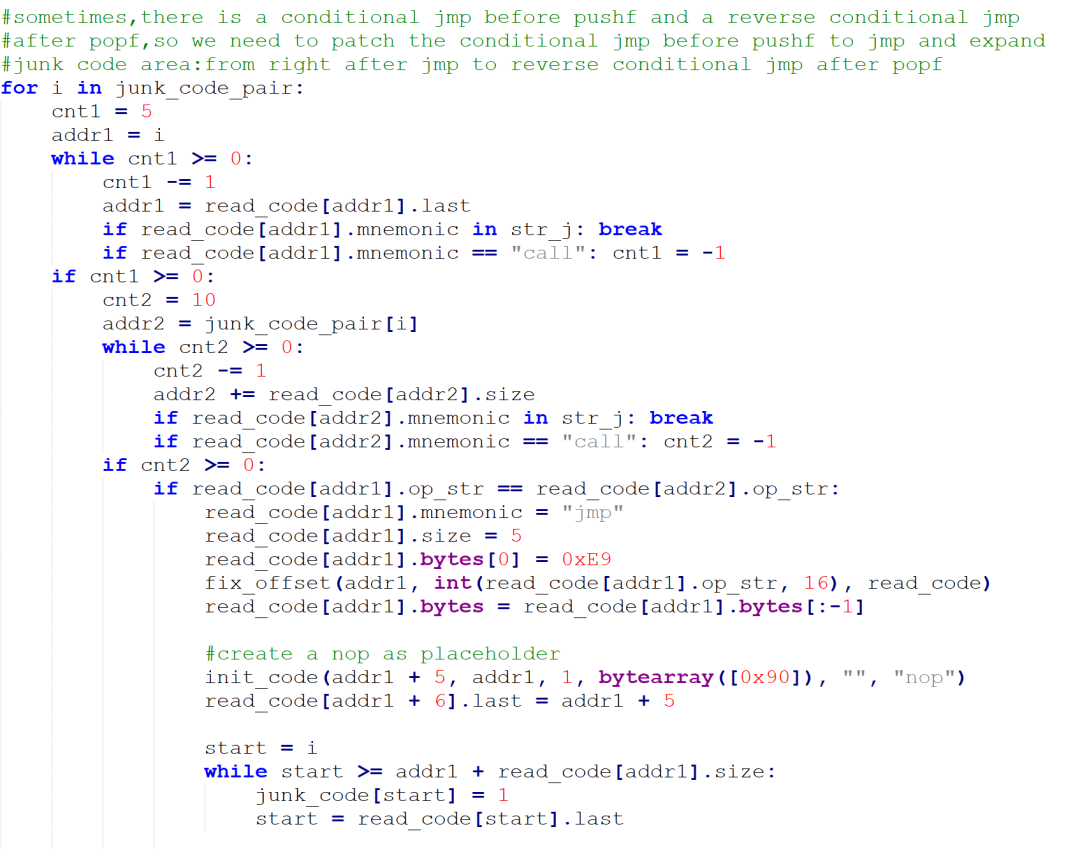 #sometimes,there is a conditional jmp before pushf and a reverse conditional jmp
#after popf,so we need to patch the conditional jmp before pushf to jmp and expand
#junk code area:from right after jmp to reverse conditional jmp after popf
for i in junk_code_pair:
    cnt1 = 5
    addr1 = i
    while cnt1 >= 0:
        cnt1 -= 1
        addr1 = read_code[addr1].last
        if read_code[addr1].mnemonic in str_j: break
        if read_code[addr1].mnemonic == "call": cnt1 = -1
    if cnt1 >= 0:
        cnt2 = 10
        addr2 = junk_code_pair[i]
        while cnt2 >= 0:
            cnt2 -= 1
            addr2 += read_code[addr2].size
            if read_code[addr2].mnemonic in str_j: break
            if read_code[addr2].mnemonic == "call": cnt2 = -1
        if cnt2 >= 0:
            if read_code[addr1].op_str == read_code[addr2].op_str:
                read_code[addr1].mnemonic = "jmp"
                read_code[addr1].size = 5
                read_code[addr1].bytes[0] = 0xE9
                fix_offset(addr1, int(read_code[addr1].op_str, 16), read_code)
                read_code[addr1].bytes = read_code[addr1].bytes[:-1]
                #create a nop as placeholder
                init_code(addr1 + 5, addr1, 1, bytearray([0x90]), "", "nop")
                read_code[addr1 + 6].last = addr1 + 5
                start = i
                while start >= addr1 + read_code[addr1].size:
                    junk_code[start] = 1
                    start = read_code[start].last